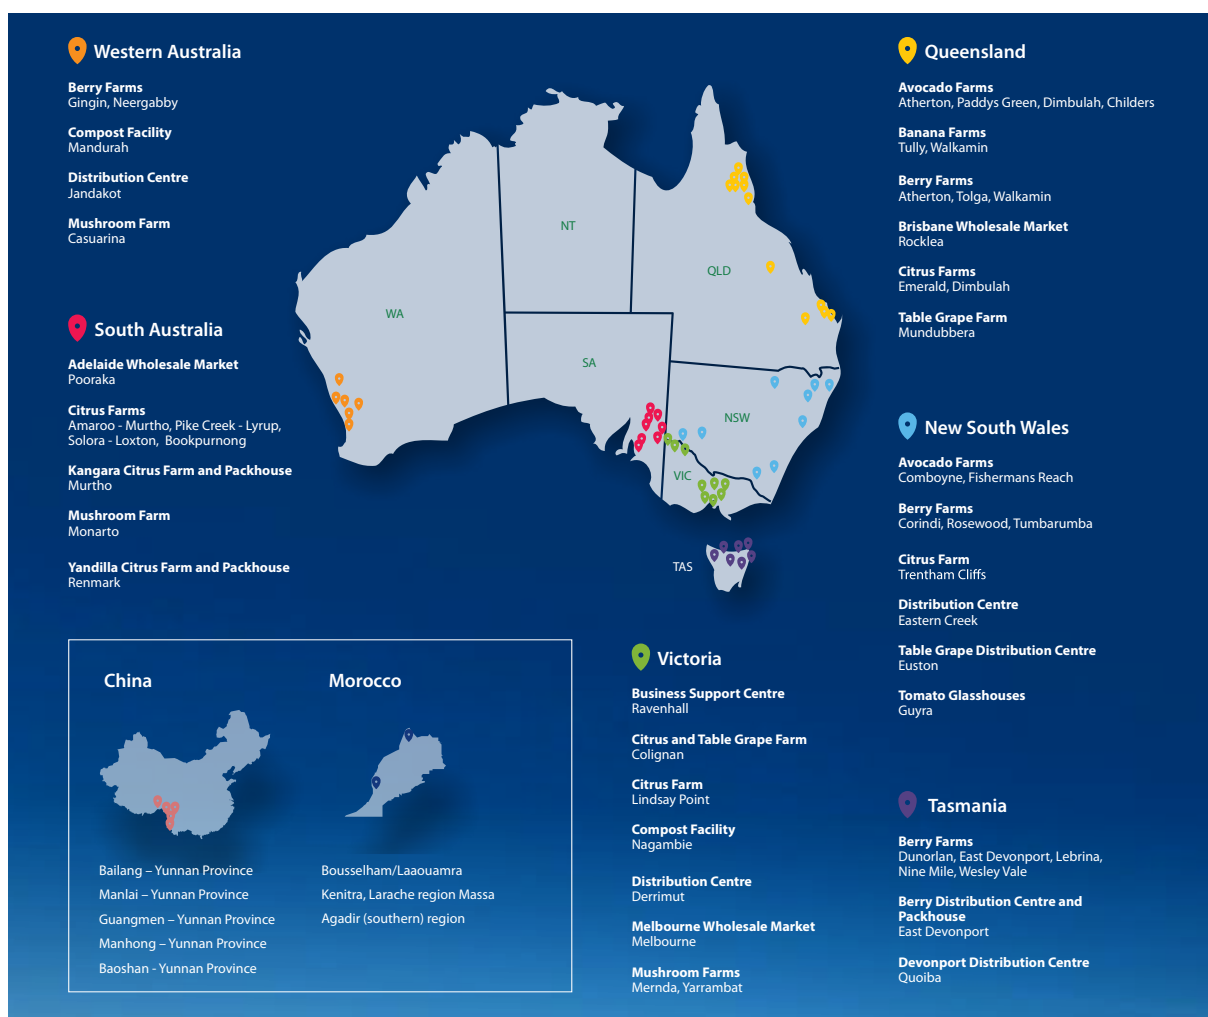 Western Australia
Berry Farms
Gingin, Neergabby
Compost Facility
Mandurah
Distribution Centre
Jandakot
Mushroom Farm
Casuarina
South Australia
Adelaide Wholesale Market
Pooraka
Citrus Farms
Amaroo - Murtho, Pike Creek - Lyrup,
Solora - Loxton, Bookpurnong
Kangara Citrus Farm and Packhouse
Murtho
Mushroom Farm
Monarto
Yandilla Citrus Farm and Packhouse
Renmark
NT
QLD
WA
SA
NSW
VIC
TAS
Queensland
Avocado Farms
Atherton, Paddys Green, Dimbulah, Childers
Banana Farms
Tully, Walkamin
Berry Farms
Atherton, Tolga, Walkamin
Brisbane Wholesale Market
Rocklea
Citrus Farms
Emerald, Dimbulah
Table Grape Farm
Mundubbera
New South Wales
Avocado Farms
Comboyne, Fishermans Reach
Berry Farms
Corindi, Rosewood, Tumbarumba
Citrus Farm
Trentham Cliffs
Distribution Centre
Eastern Creek
Table Grape Distribution Centre
Euston
Tomato Glasshouses
Guyra
China
Bailang – Yunnan Province
Manlai – Yunnan Province
Guangmen – Yunnan Province
Manhong – Yunnan Province
Baoshan - Yunnan Province
Morocco
Bousselham/Laaouamra
Kenitra, Larache region Massa
Agadir (southern) region
Victoria
Business Support Centre
Ravenhall
Citrus and Table Grape Farm
Colignan
Citrus Farm
Lindsay Point
Compost Facility
Nagambie
Distribution Centre
Derrimut
Melbourne Wholesale Market
Melbourne
Mushroom Farms
Mernda, Yarrambat
Tasmania
Berry Farms
Dunorlan, East Devonport, Lebrina,
Nine Mile, Wesley Vale
Berry Distribution Centre and
Packhouse
East Devonport
Devonport Distribution Centre
Quoiba